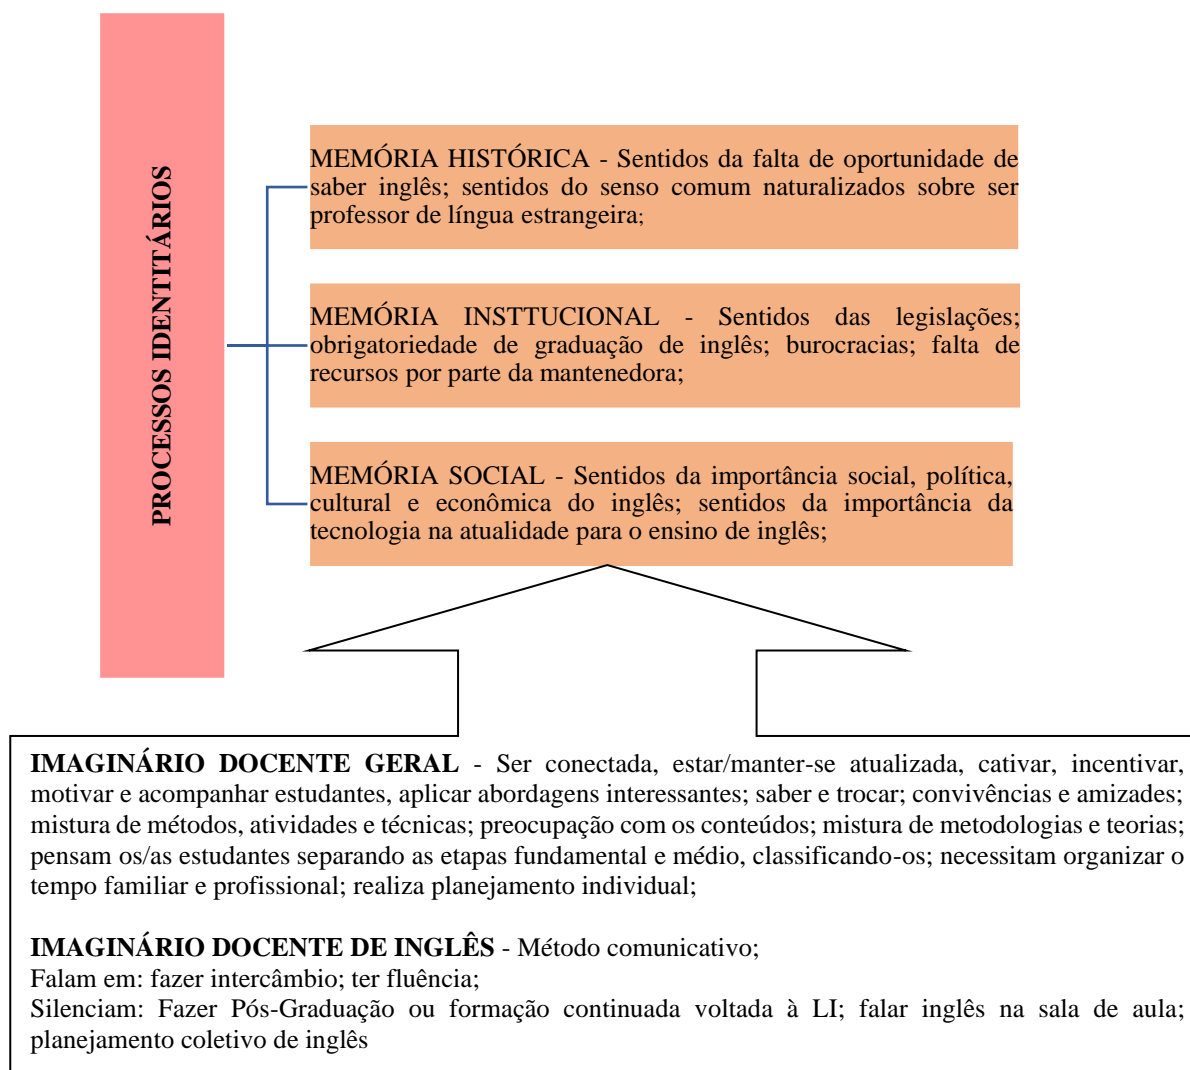 PROCESSOS IDENTITÁRIOS
MEMÓRIA HISTÓRICA - Sentidos da falta de oportunidade de
saber inglês; sentidos do senso comum naturalizados sobre ser
professor de língua estrangeira;
MEMÓRIA INSTTUCIONAL - Sentidos das legislações;
obrigatoriedade de graduação de inglês; burocracias; falta de
recursos por parte da mantenedora;
MEMÓRIA SOCIAL - Sentidos da importância social, política,
cultural e econômica do inglês; sentidos da importância da
tecnologia na atualidade para o ensino de inglês;
IMAGINÁRIO DOCENTE GERAL - Ser conectada, estar/manter-se atualizada, cativar, incentivar,
motivar e acompanhar estudantes, aplicar abordagens interessantes; saber e trocar; convivências e amizades;
mistura de métodos, atividades e técnicas; preocupação com os conteúdos; mistura de metodologias e teorias;
pensam os/as estudantes separando as etapas fundamental e médio, classificando-os; necessitam organizar o
tempo familiar e profissional; realiza planejamento individual;
IMAGINÁRIO DOCENTE DE INGLÊS - Método comunicativo;
Falam em: fazer intercâmbio; ter fluência;
Silenciam: Fazer Pós-Graduação ou formação continuada voltada à LI; falar inglês na sala de aula;
planejamento coletivo de inglês